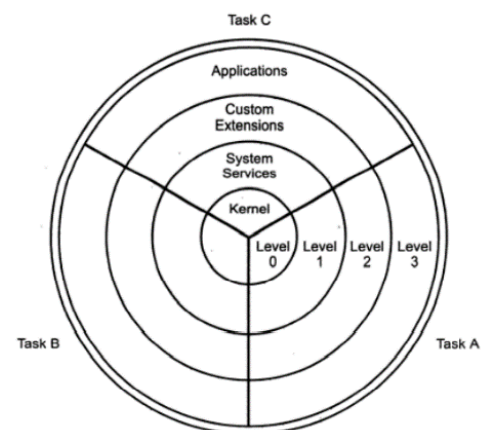 Task C
Applications
Custom
Extensions
System
Services
Kernel
Level
0
Level
1
Level
2
Level
3
Task B
Task A